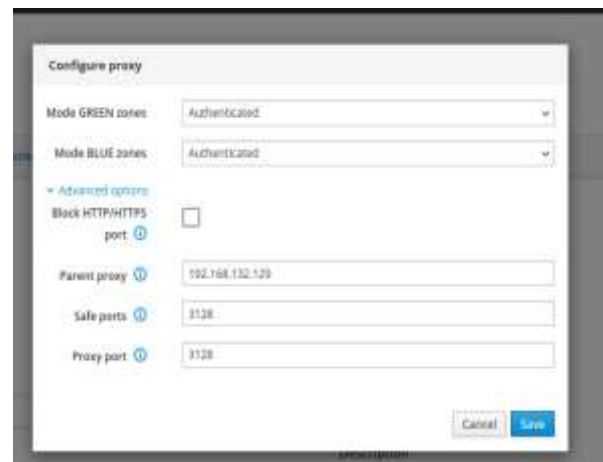 Configure proxy
Mode GREEN zones Authenticated
Mode BLUE zones Authenticated
Advanced options
Block HTTP/HTTPS
port
Parent proxy 192.168.132.129
Safe ports 3128
Proxy port 3128
Cancel Save
Description